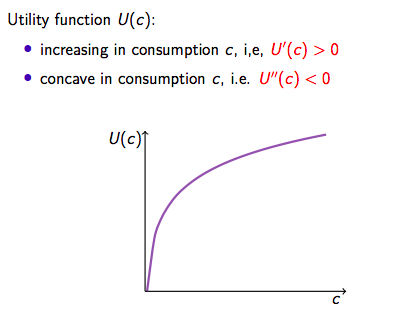 Utility function U(c):
• increasing in consumption c, i,e, U′(c) > 0
• concave in consumption c, i.e. U″(c) < 0
U(c)
c